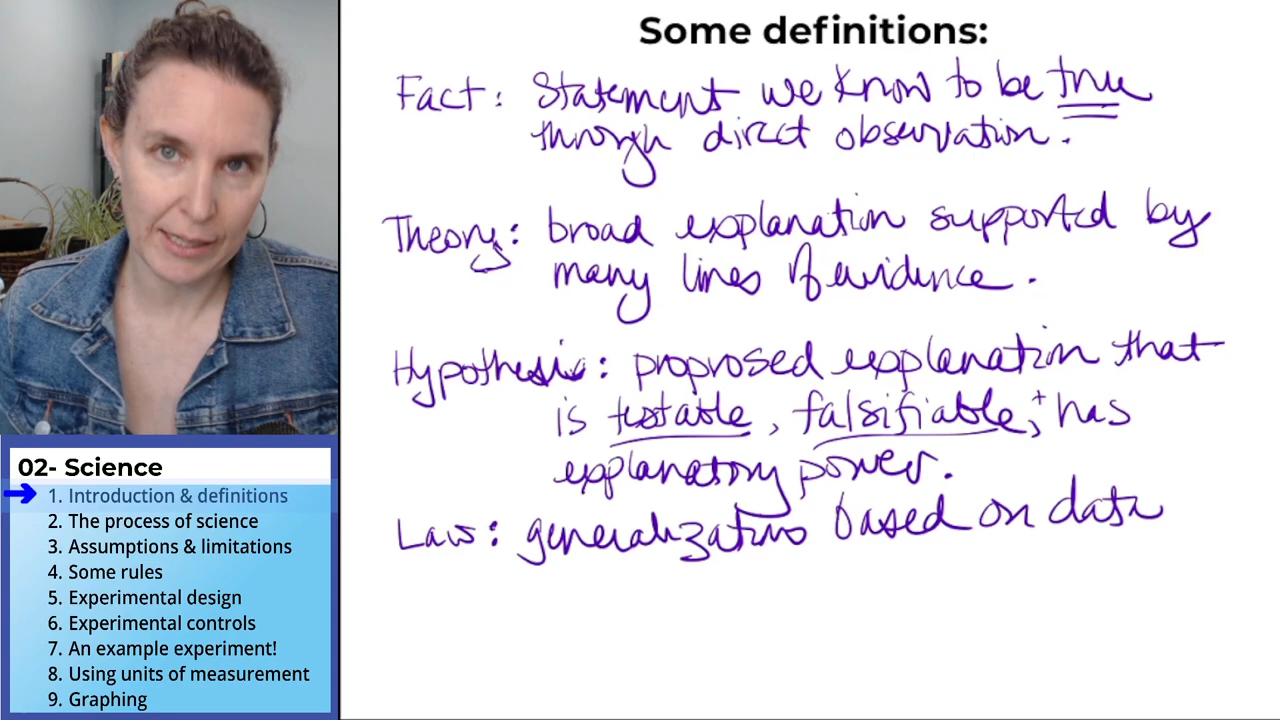 Some definitions:
Fact: Statement we know to be true
through direct observation.
Theory: broad explanation supported by
many lines of evidence.
Hypothesis: proprosed explanation that
is testable, falsifiable, + has
explanatory power.
Law: generalizations based on data
02- Science
1. Introduction & definitions
2. The process of science
3. Assumptions & limitations
4. Some rules
5. Experimental design
6. Experimental controls
7. An example experiment!
8. Using units of measurement
9. Graphing